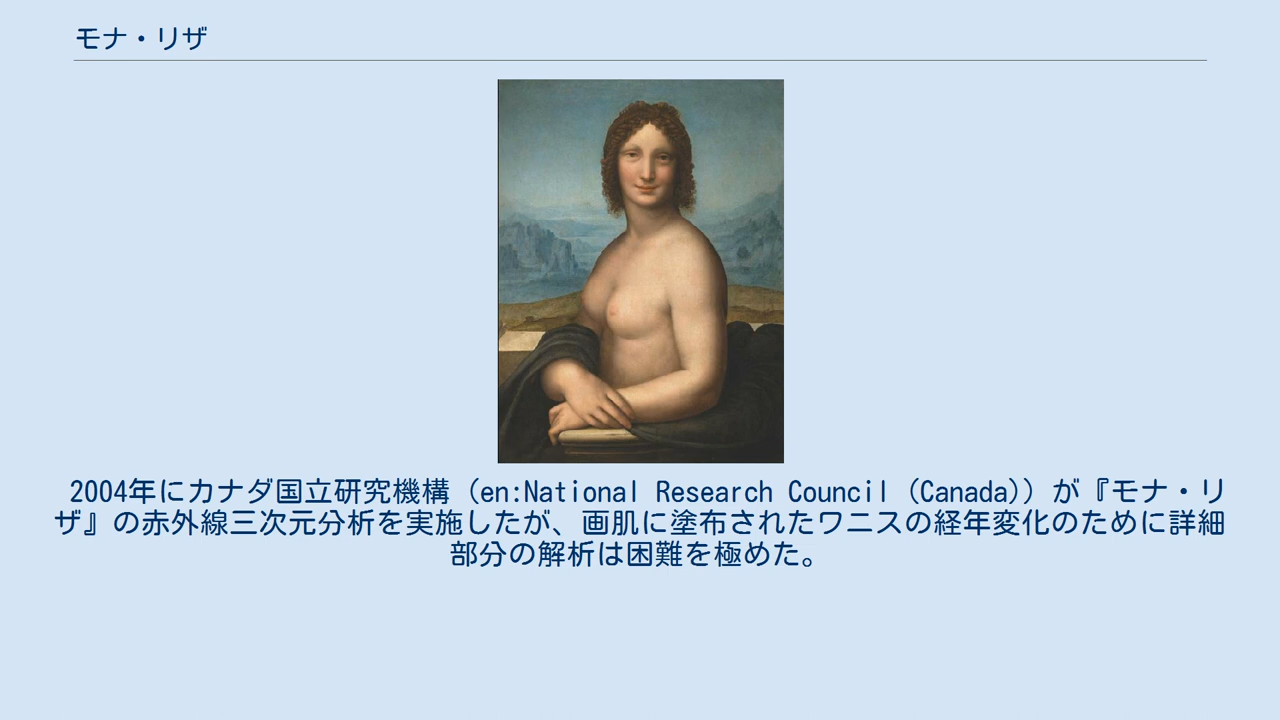 モナ・リザ
2004年にカナダ国立研究機構（en:National Research Council (Canada)）が『モナ・リ
ザ』の赤外線三次元分析を実施したが、画肌に塗布されたワニスの経年変化のために詳細
部分の解析は困難を極めた。